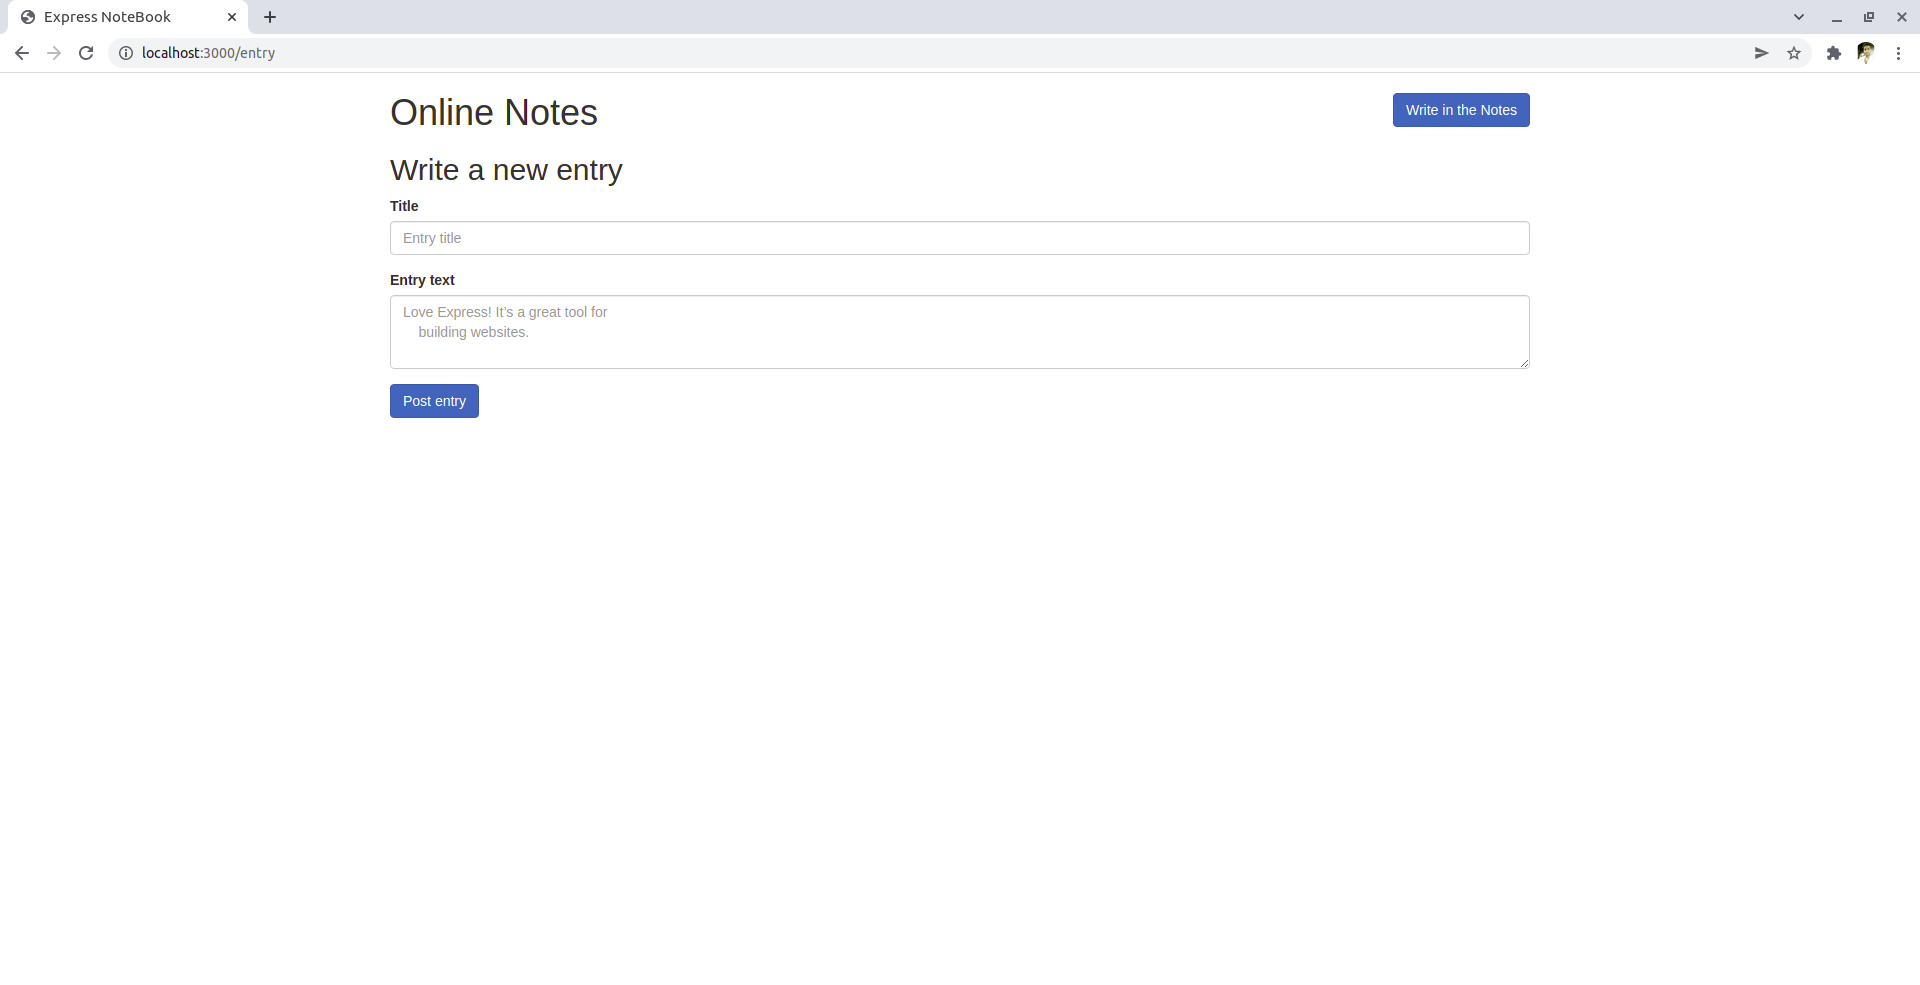 Express NoteBook
localhost:3000/entry
Online Notes
Write in the Notes
Write a new entry
Title
Entry title
Entry text
Love Express! It's a great tool for
building websites.
Post entry